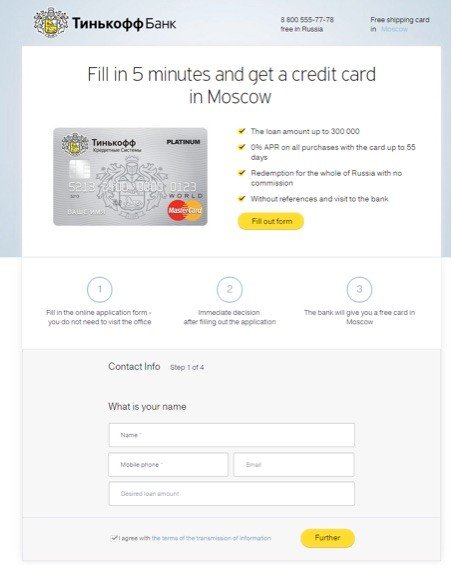 Тинькофф Банк
8 800 555-77-78
free in Russia
Free shipping card
in Moscow
Fill in 5 minutes and get a credit card
in Moscow
Тинькофф
Кредитные Системы
PLATINUM
5213
WORLD
ВАШЕ ИМЯ
MasterCard
The loan amount up to 300 000
0% APR on all purchases with the card up to 55
days
Redemption for the whole of Russia with no
commission
Without references and visit to the bank
Fill out form
1
Fill in the online application form -
you do not need to visit the office
2
Immediate decision
after filling out the application
3
The bank will give you a free card in
Moscow
Contact Info Step 1 of 4
What is your name
Name *
Mobile phone * Email
Desired loan amount
I agree with the terms of the transmission of information
Further